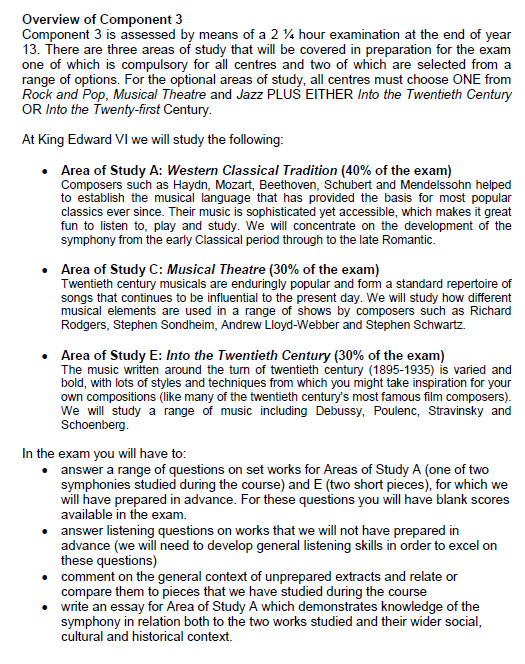 Overview of Component 3
Component 3 is assessed by means of a 2 ¼ hour examination at the end of year
13. There are three areas of study that will be covered in preparation for the exam
one of which is compulsory for all centres and two of which are selected from a
range of options. For the optional areas of study, all centres must choose ONE from
Rock and Pop, Musical Theatre and Jazz PLUS EITHER Into the Twentieth Century
OR Into the Twenty-first Century.
At King Edward VI we will study the following:
• Area of Study A: Western Classical Tradition (40% of the exam)
Composers such as Haydn, Mozart, Beethoven, Schubert and Mendelssohn helped
to establish the musical language that has provided the basis for most popular
classics ever since. Their music is sophisticated yet accessible, which makes it great
fun to listen to, play and study. We will concentrate on the development of the
symphony from the early Classical period through to the late Romantic.
• Area of Study C: Musical Theatre (30% of the exam)
Twentieth century musicals are enduringly popular and form a standard repertoire of
songs that continues to be influential to the present day. We will study how different
musical elements are used in a range of shows by composers such as Richard
Rodgers, Stephen Sondheim, Andrew Lloyd-Webber and Stephen Schwartz.
• Area of Study E: Into the Twentieth Century (30% of the exam)
The music written around the turn of twentieth century (1895-1935) is varied and
bold, with lots of styles and techniques from which you might take inspiration for your
own compositions (like many of the twentieth century's most famous film composers).
We will study a range of music including Debussy, Poulenc, Stravinsky and
Schoenberg.
In the exam you will have to:
• answer a range of questions on set works for Areas of Study A (one of two
symphonies studied during the course) and E (two short pieces), for which we
will have prepared in advance. For these questions you will have blank scores
available in the exam.
• answer listening questions on works that we will not have prepared in
advance (we will need to develop general listening skills in order to excel on
these questions)
• comment on the general context of unprepared extracts and relate or
compare them to pieces that we have studied during the course
• write an essay for Area of Study A which demonstrates knowledge of the
symphony in relation both to the two works studied and their wider social,
cultural and historical context.